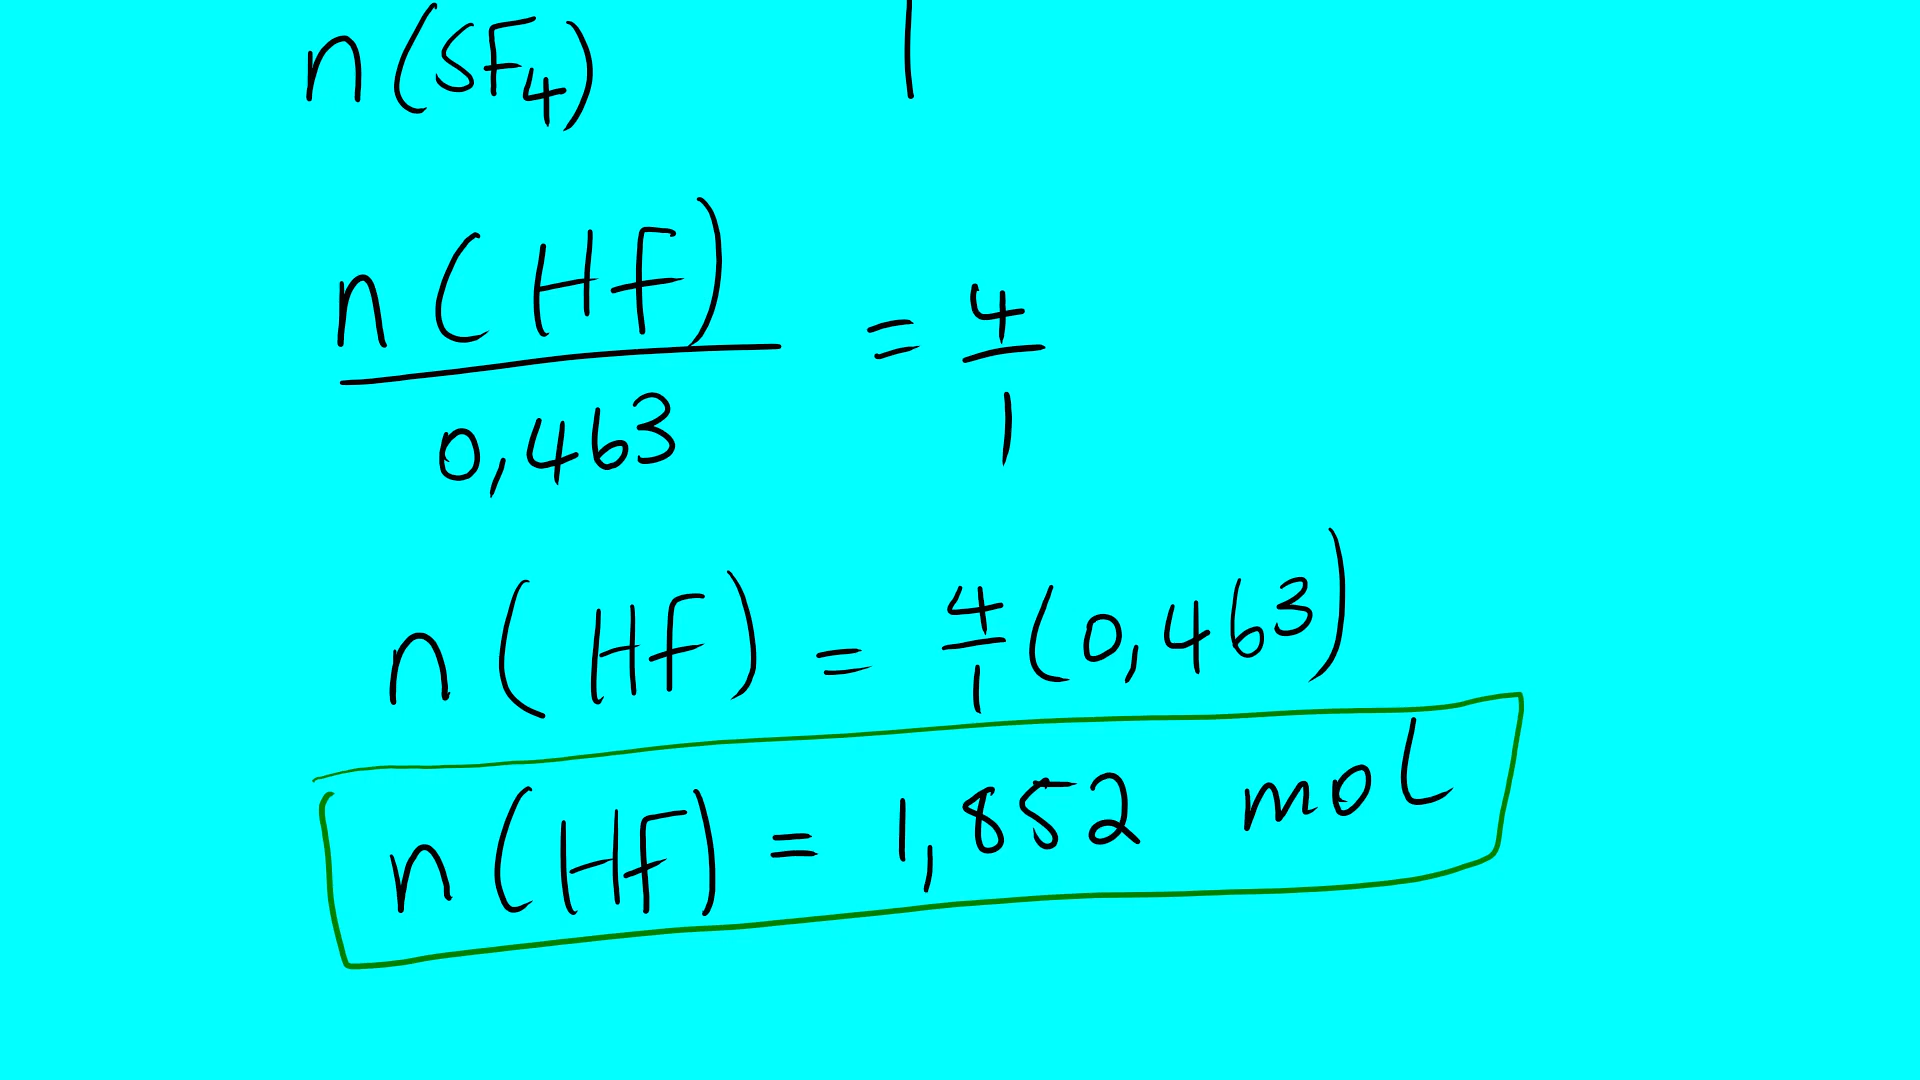 n(SF₄) 1
n(HF)/0,463 = 4/1
n(HF) = 4/1(0,463)
n(HF) = 1,852 mol